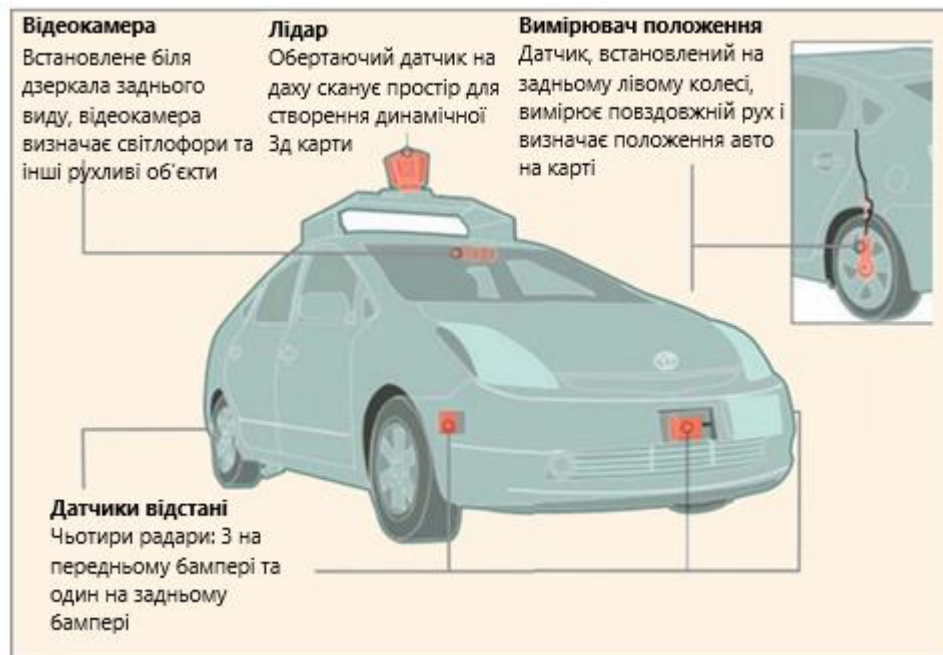 Відеокамера
Встановлене біля
дзеркала заднього
виду, відеокамера
визначає світлофори та
інші рухливі об'єкти
Лідар
Обертаючий датчик на
даху сканує простір для
створення динамічної
3д карти
Вимірювач положення
Датчик, встановлений на
задньому лівому колесі,
вимірює повздовжній рух і
визначає положення авто
на карті
Датчики відстані
Чьотири радари: 3 на
передньому бампері та
один на задньому
бампері